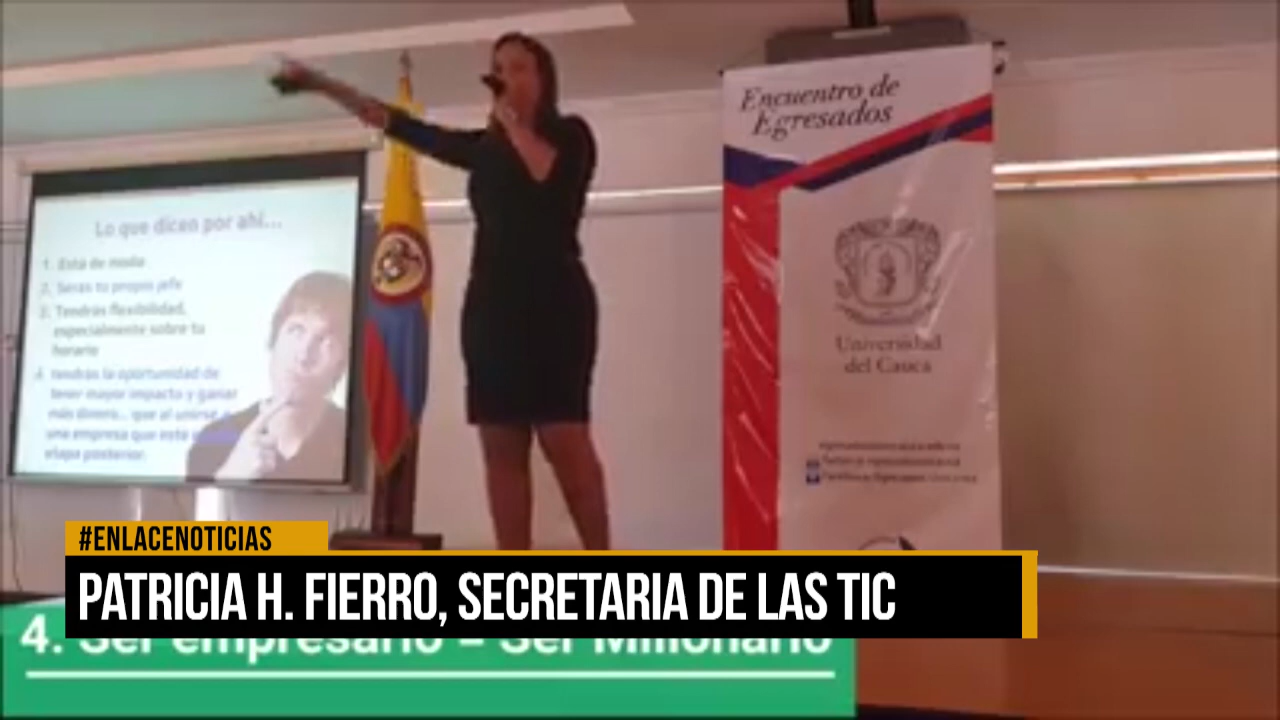 Encuentro de
Egresados
Lo que dicen por ahí...
1. Está de moda
2. Serás tu propio jefe
3. Tendrás flexibilidad,
especialmente sobre tu
horario
4. tendrás la oportunidad de
tener mayor impacto y ganar
más dinero... que al unirse a
una empresa que esté
etapa posterior.
Universidad
del Cauca
#ENLACENOTICIAS
PATRICIA H. FIERRO, SECRETARIA DE LAS TIC
4. Ser empresario = Ser Millonario